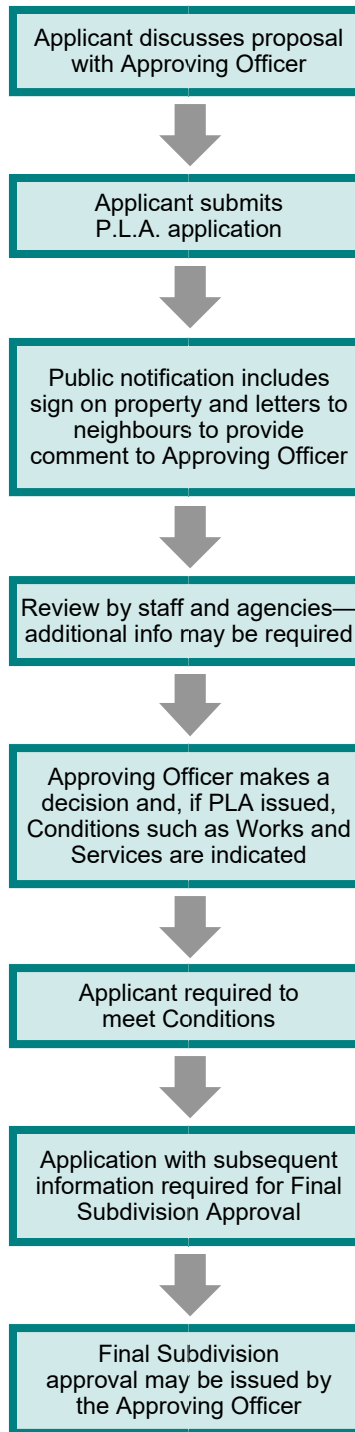 Applicant discusses proposal
with Approving Officer
Applicant submits
P.L.A. application
Public notification includes
sign on property and letters to
neighbours to provide
comment to Approving Officer
Review by staff and agencies—
additional info may be required
Approving Officer makes a
decision and, if PLA issued,
Conditions such as Works and
Services are indicated
Applicant required to
meet Conditions
Application with subsequent
information required for Final
Subdivision Approval
Final Subdivision
approval may be issued by
the Approving Officer